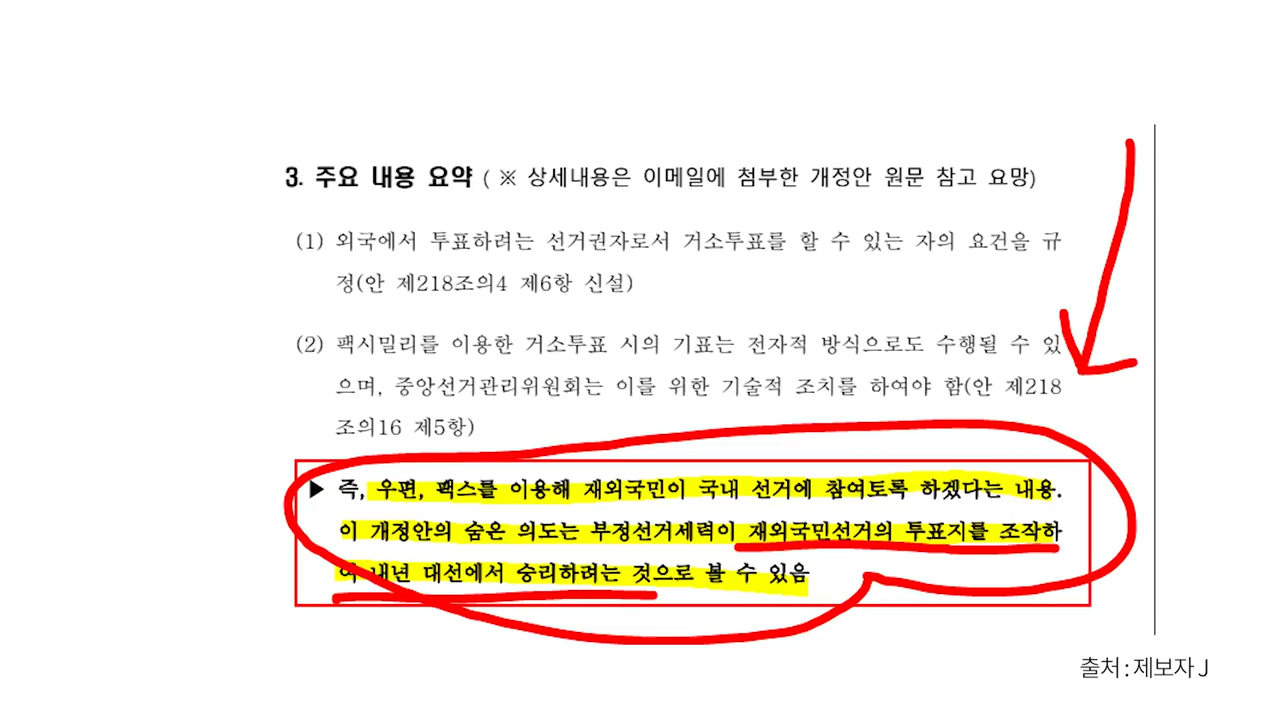 3. 주요 내용 요약 ( ※ 상세내용은 이메일에 첨부한 개정안 원문 참고 요망)
(1) 외국에서 투표하려는 선거권자로서 거소투표를 할 수 있는 자의 요건을 규
정(안 제218조의4 제6항 신설)
(2) 팩시밀리를 이용한 거소투표 시의 기표는 전자적 방식으로도 수행될 수 있
으며, 중앙선거관리위원회는 이를 위한 기술적 조치를 하여야 함(안 제218
조의16 제5항)
▶ 즉, 우편, 팩스를 이용해 재외국민이 국내 선거에 참여토록 하겠다는 내용.
이 개정안의 숨은 의도는 부정선거세력이 재외국민선거의 투표지를 조작하
여 내년 대선에서 승리하려는 것으로 볼 수 있음
출처 : 제보자 J